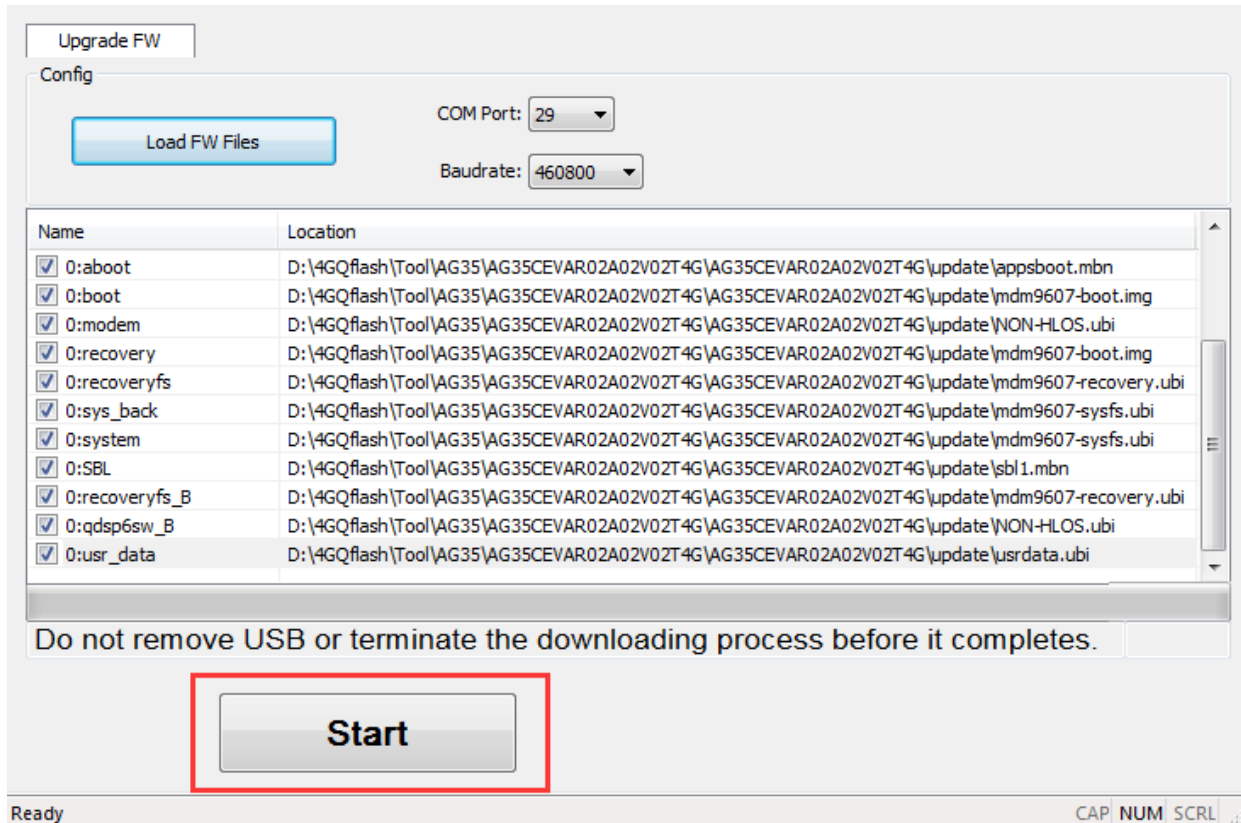 Upgrade FW
Config
Load FW Files
COM Port: 29
Baudrate: 460800
Name Location
0:aboot D:\4GQflash\Tool\AG35\AG35CEVAR02A02V02T4G\AG35CEVAR02A02V02T4G\update\appsboot.mbn
0:boot D:\4GQflash\Tool\AG35\AG35CEVAR02A02V02T4G\AG35CEVAR02A02V02T4G\update\mdm9607-boot.img
0:modem D:\4GQflash\Tool\AG35\AG35CEVAR02A02V02T4G\AG35CEVAR02A02V02T4G\update\NON-HLOS.ubi
0:recovery D:\4GQflash\Tool\AG35\AG35CEVAR02A02V02T4G\AG35CEVAR02A02V02T4G\update\mdm9607-boot.img
0:recoveryfs D:\4GQflash\Tool\AG35\AG35CEVAR02A02V02T4G\AG35CEVAR02A02V02T4G\update\mdm9607-recovery.ubi
0:sys_back D:\4GQflash\Tool\AG35\AG35CEVAR02A02V02T4G\AG35CEVAR02A02V02T4G\update\mdm9607-sysfs.ubi
0:system D:\4GQflash\Tool\AG35\AG35CEVAR02A02V02T4G\AG35CEVAR02A02V02T4G\update\mdm9607-sysfs.ubi
0:SBL D:\4GQflash\Tool\AG35\AG35CEVAR02A02V02T4G\AG35CEVAR02A02V02T4G\update\sbl1.mbn
0:recoveryfs_B D:\4GQflash\Tool\AG35\AG35CEVAR02A02V02T4G\AG35CEVAR02A02V02T4G\update\mdm9607-recovery.ubi
0:qdsp6sw_B D:\4GQflash\Tool\AG35\AG35CEVAR02A02V02T4G\AG35CEVAR02A02V02T4G\update\NON-HLOS.ubi
0:usr_data D:\4GQflash\Tool\AG35\AG35CEVAR02A02V02T4G\AG35CEVAR02A02V02T4G\update\usrdata.ubi
Do not remove USB or terminate the downloading process before it completes.
Start
Ready CAP NUM SCRL